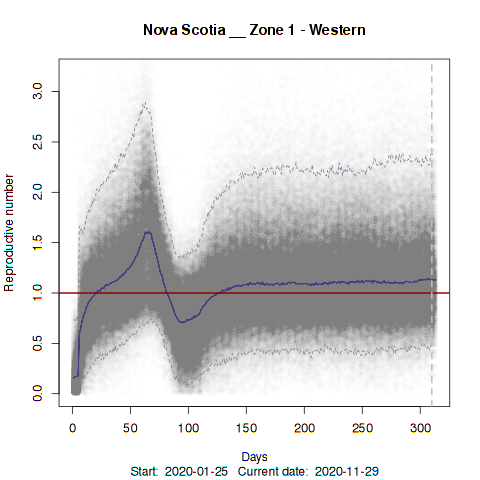 Nova Scotia __ Zone 1 - Western
Reproductive number
3.0
2.5
2.0
1.5
1.0
0.5
0.0
0 50 100 150 200 250 300
Days
Start: 2020-01-25 Current date: 2020-11-29